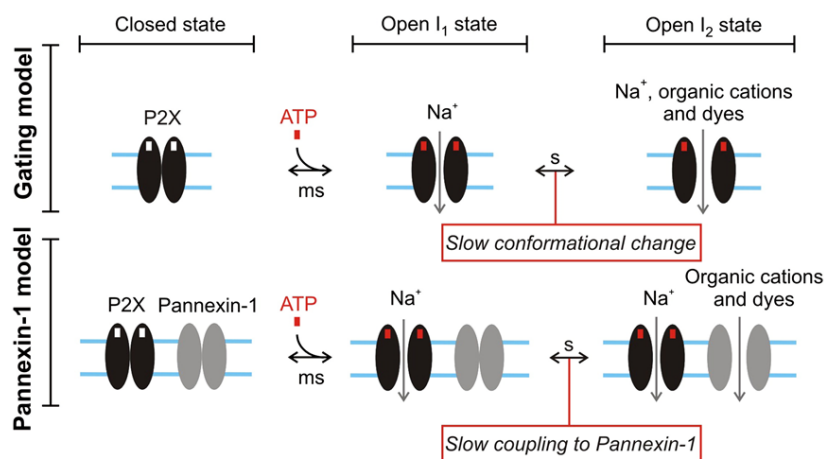 Closed state
Open I₁ state
Open I₂ state
Gating model
P2X
ATP
ms
Na⁺
s
Na⁺, organic cations
and dyes
Slow conformational change
Pannexin-1 model
P2X
Pannexin-1
ATP
ms
Na⁺
s
Na⁺
Organic cations
and dyes
Slow coupling to Pannexin-1